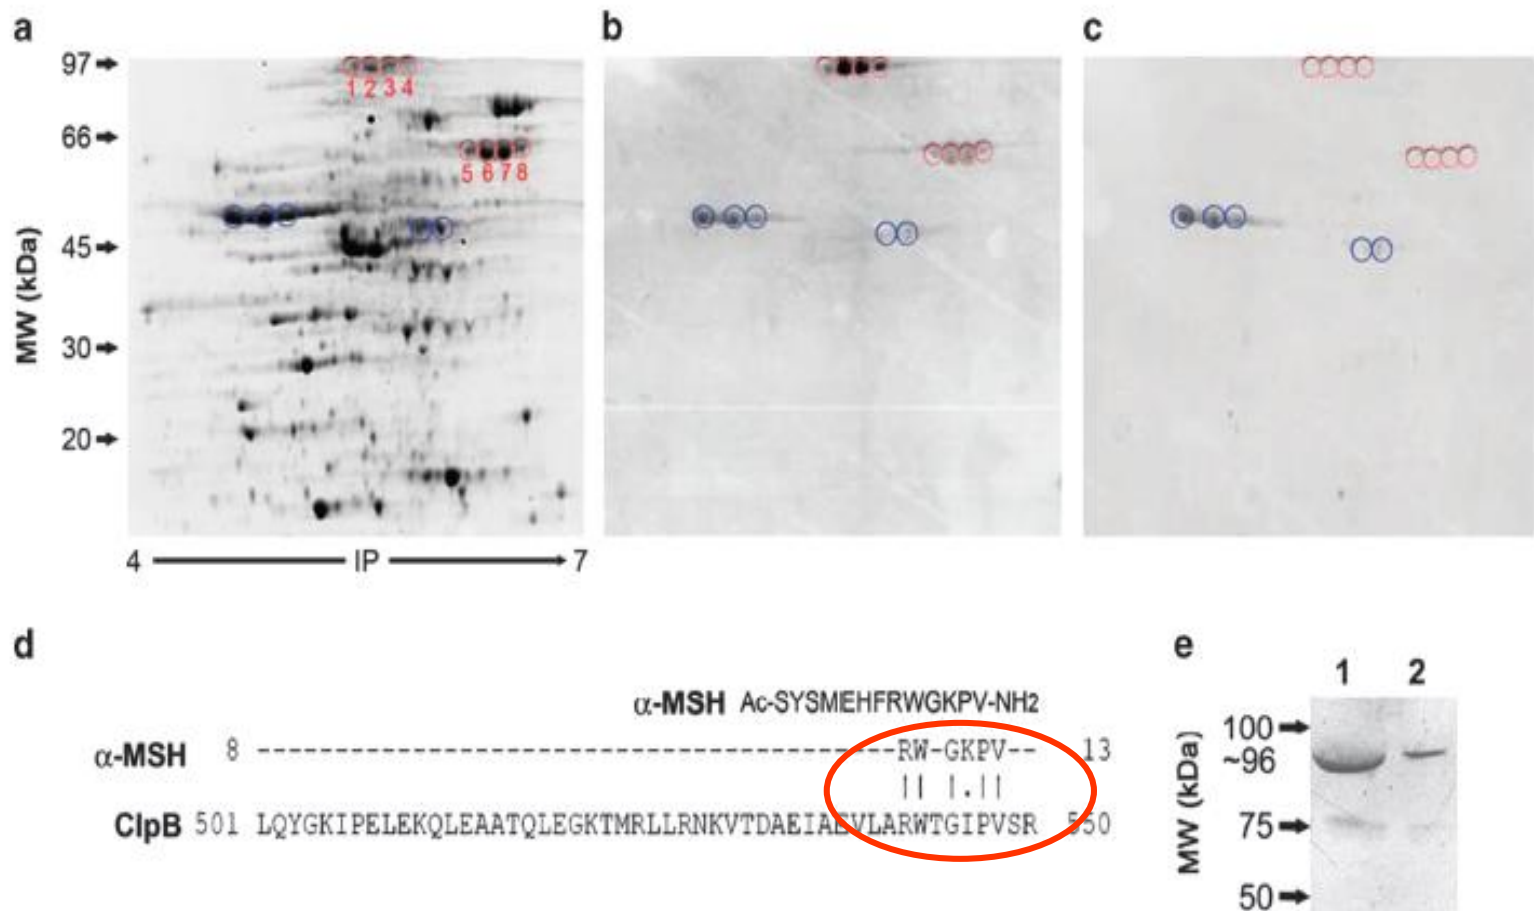 a
b
c
97
66
45
30
20
MW (kDa)
1 2 3 4
5 6 7 8
4 IP 7
d
α-MSH Ac-SYSMEHFRWGKPV-NH2
α-MSH 8 ----------------------------------------RW-GKPV-- 13
ClpB 501 LQYGKIPELEKQLEAATQLEGKTMRLLRNKVTDAEIAEVLARWTGIPVSR 550
e
1 2
100
~96
75
50
MW (kDa)